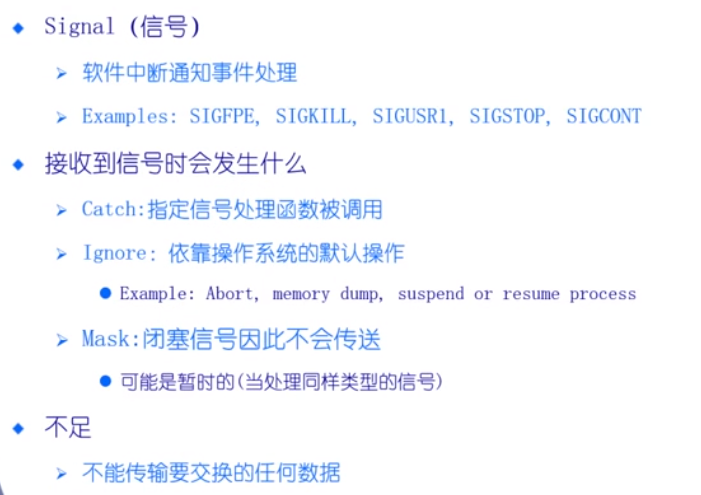 Signal (信号)
软件中断通知事件处理
Examples: SIGFPE, SIGKILL, SIGUSR1, SIGSTOP, SIGCONT
接收到信号时会发生什么
Catch:指定信号处理函数被调用
Ignore: 依靠操作系统的默认操作
Example: Abort, memory dump, suspend or resume process
Mask:闭塞信号因此不会传送
可能是暂时的(当处理同样类型的信号)
不足
不能传输要交换的任何数据